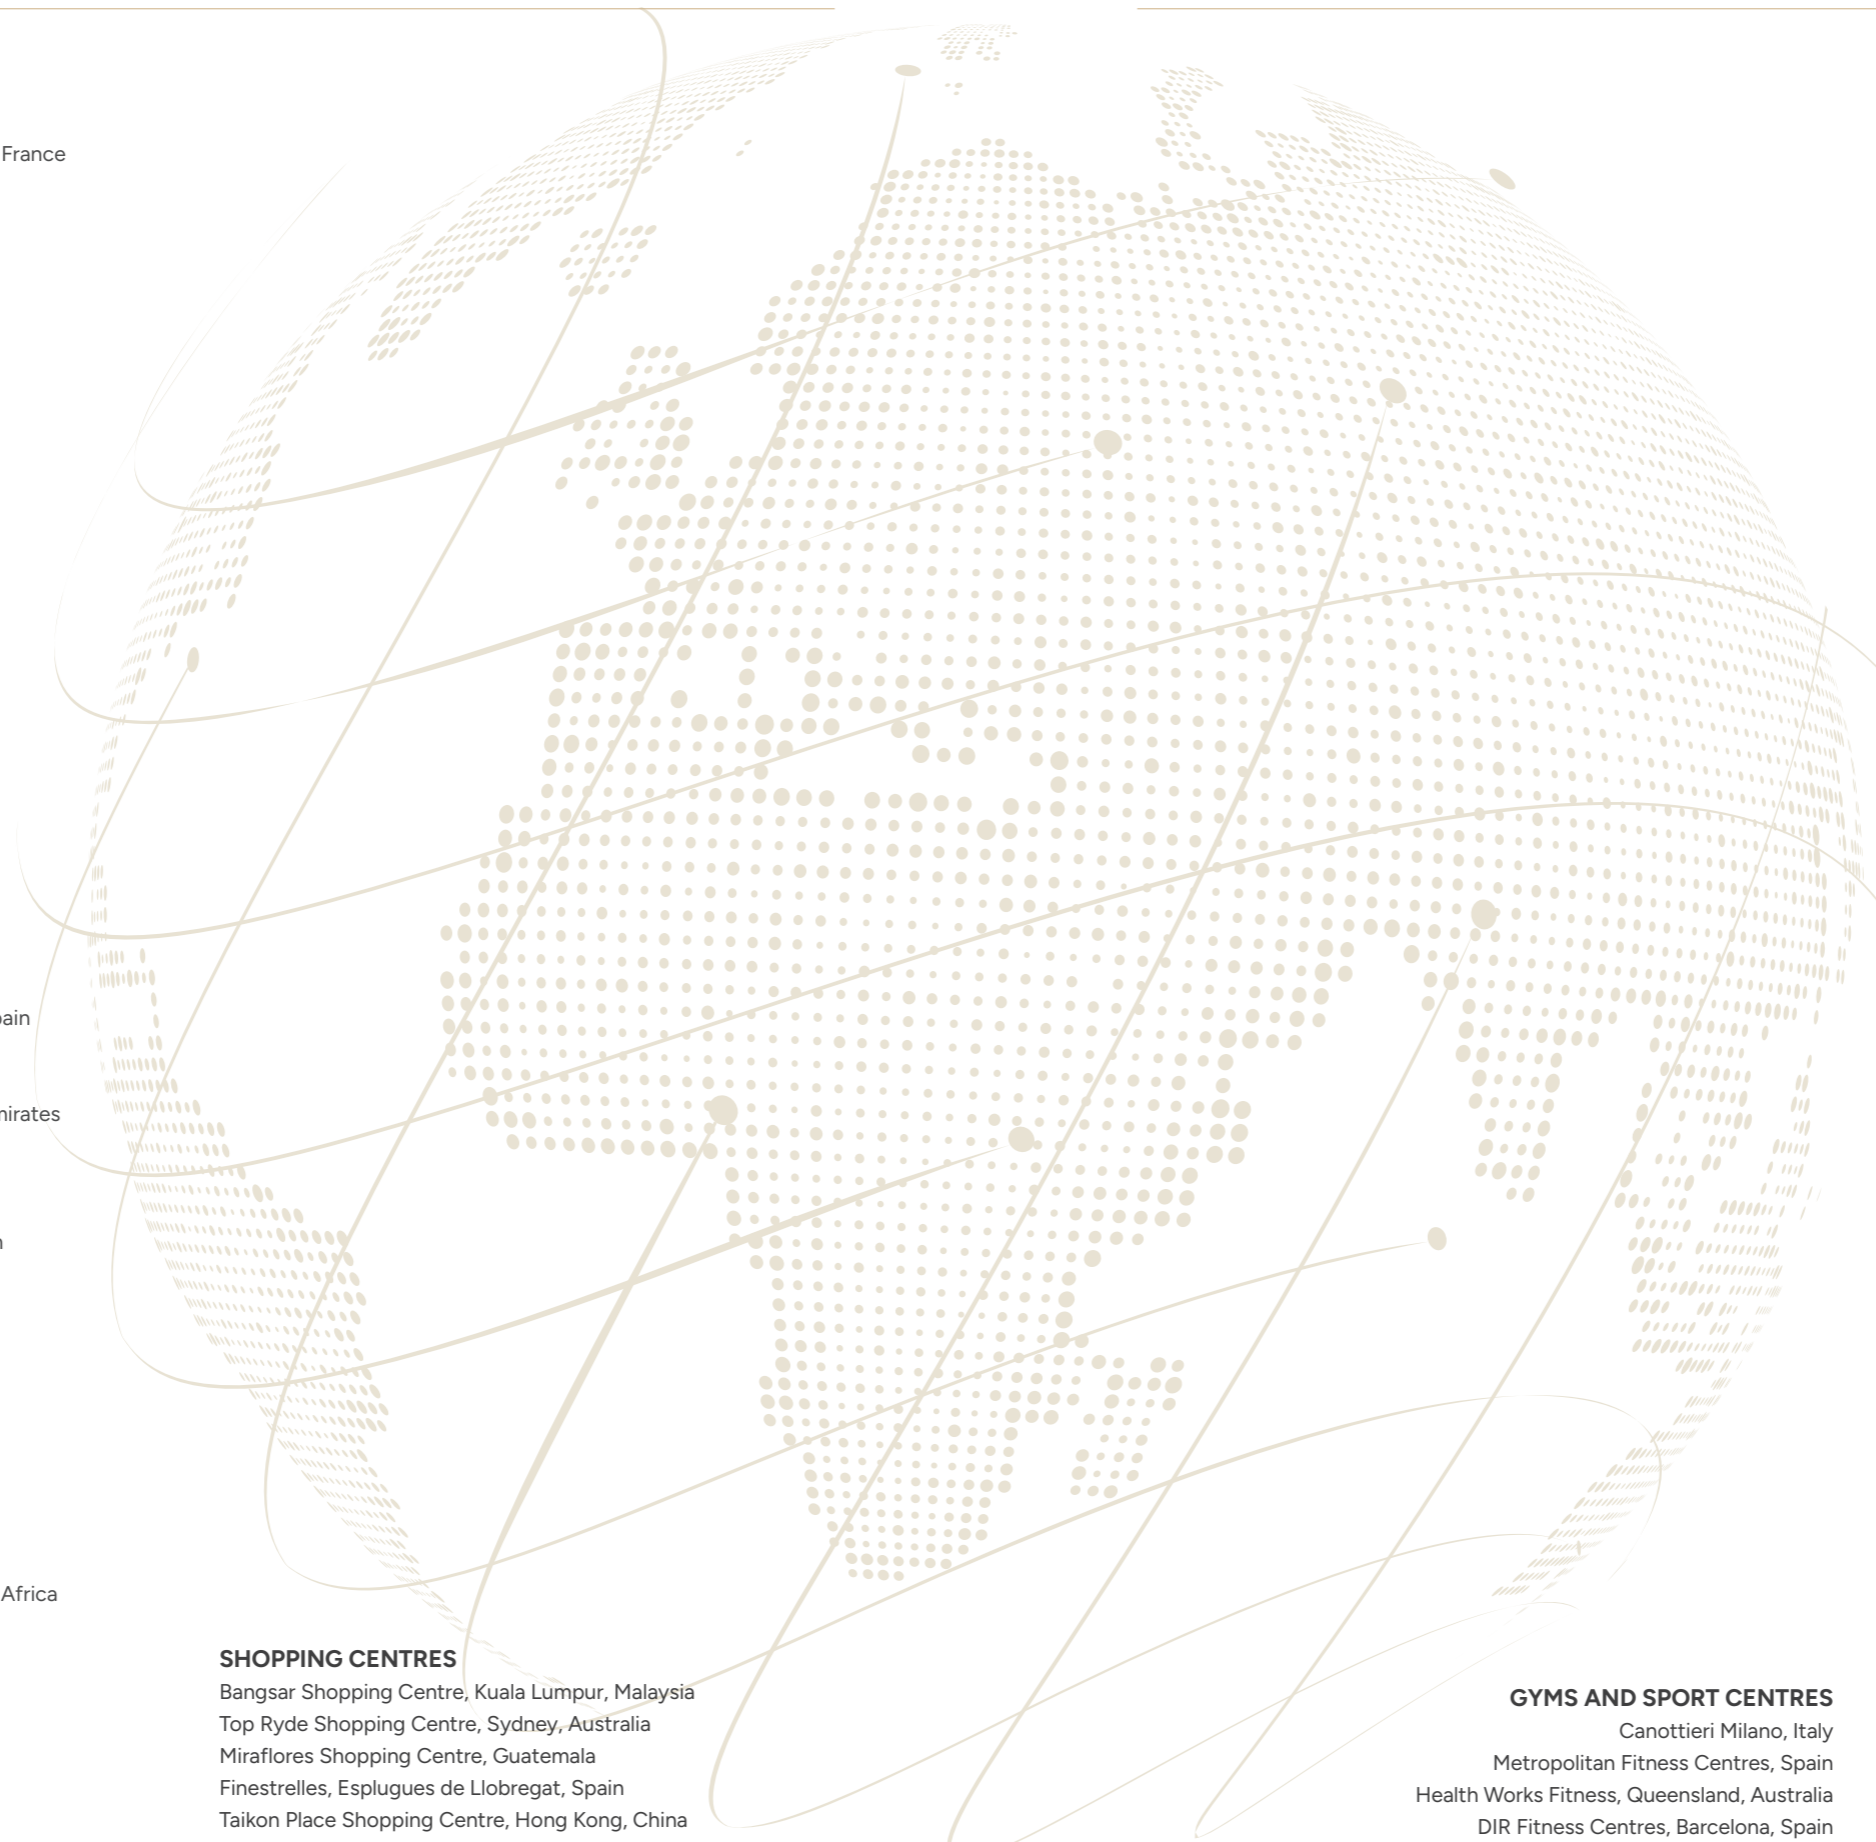 France
ain
irates
Africa
SHOPPING CENTRES
Bangsar Shopping Centre, Kuala Lumpur, Malaysia
Top Ryde Shopping Centre, Sydney, Australia
Miraflores Shopping Centre, Guatemala
Finestrelles, Esplugues de Llobregat, Spain
Taikon Place Shopping Centre, Hong Kong, China
GYMS AND SPORT CENTRES
Canottieri Milano, Italy
Metropolitan Fitness Centres, Spain
Health Works Fitness, Queensland, Australia
DIR Fitness Centres, Barcelona, Spain